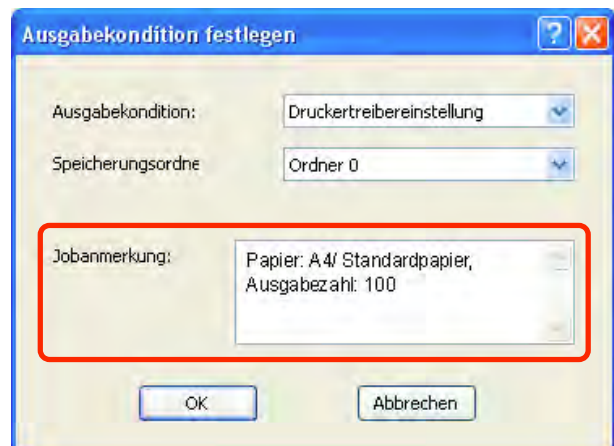 Ausgabekondition festlegen
Ausgabekondition: Druckertreibereinstellung
Speicherungsordne Ordner 0
Jobanmerkung: Papier: A4/ Standardpapier,
Ausgabezahl: 100
OK Abbrechen